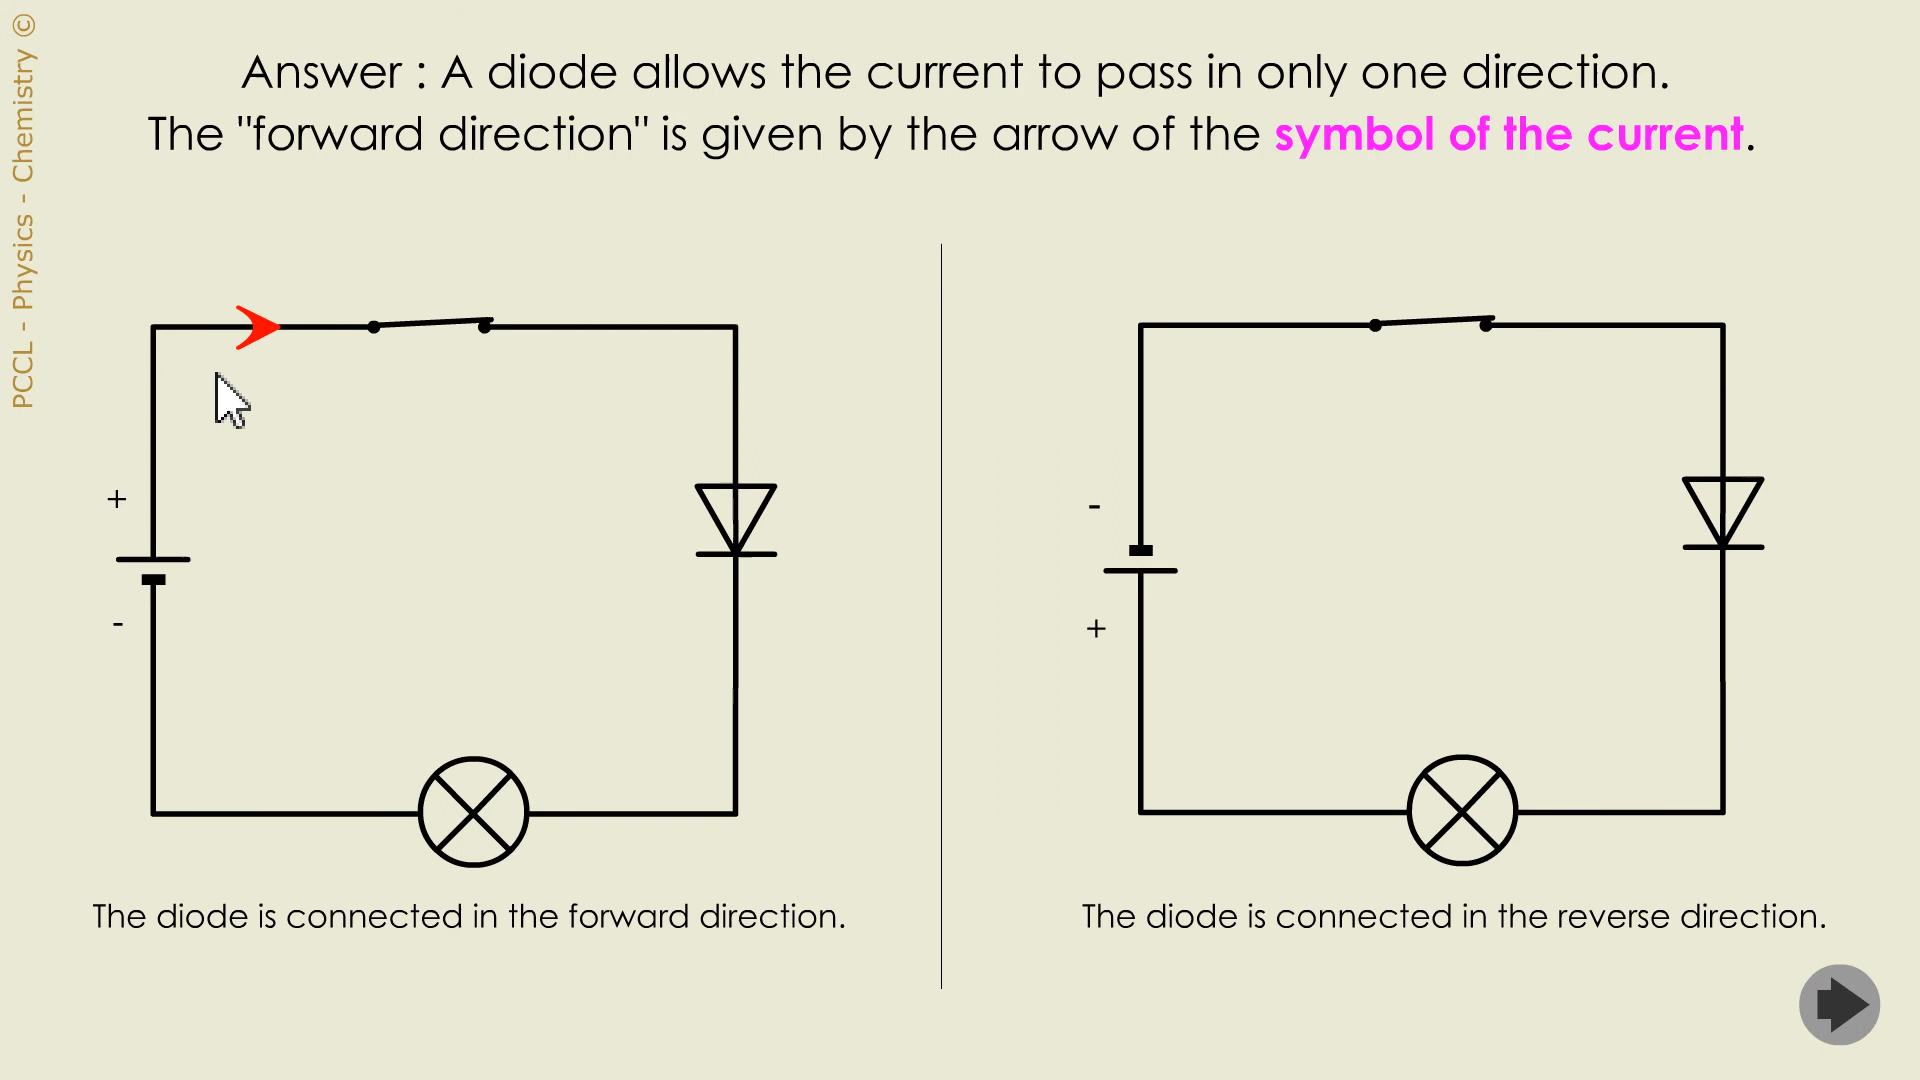 PCCL - Physics - Chemistry ©
Answer : A diode allows the current to pass in only one direction.
The "forward direction" is given by the arrow of the symbol of the current.
+
-
-
+
The diode is connected in the forward direction.
The diode is connected in the reverse direction.